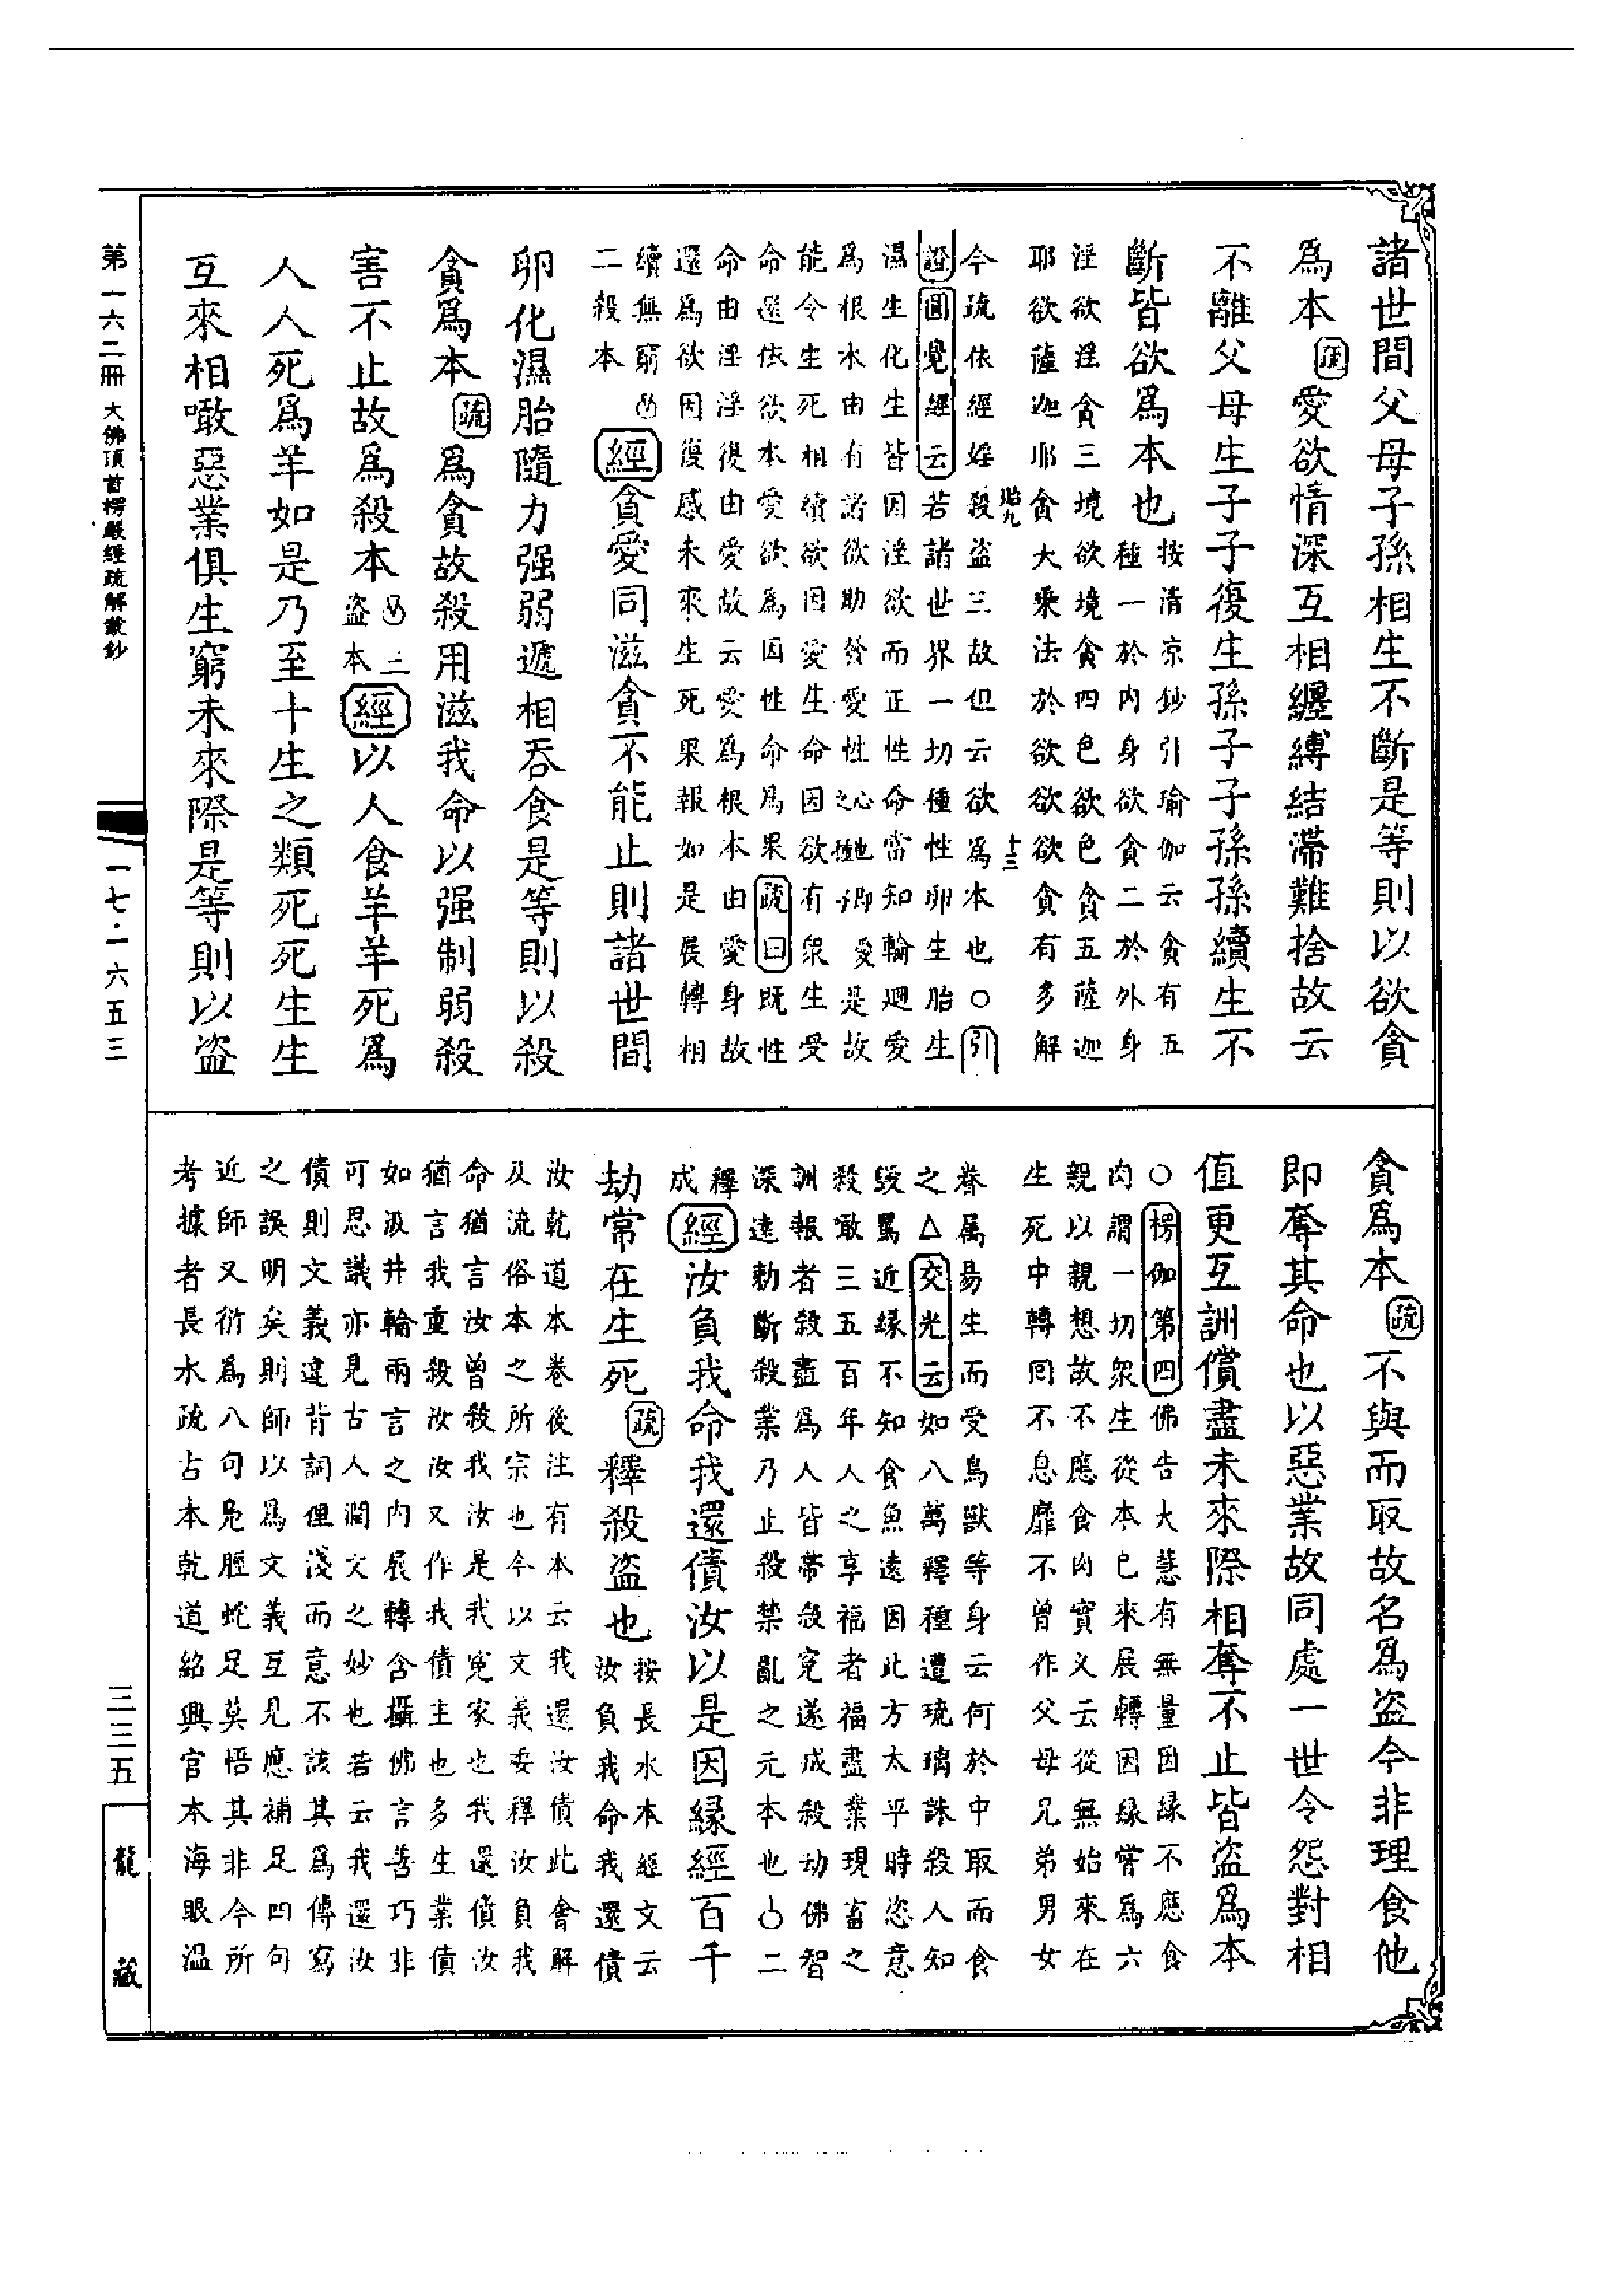 諸世間父母子孫相生不斷是等則以欲貪
爲本疏愛欲情深互相纏縛結滯難捨故云
不離父母生子子復生孫子子孫孫續生不
斷皆欲爲本也按清凉鈔引瑜伽云貪有五
種一於內身欲貪二於外身
淫欲淫貪三境欲境貪四色欲色貪五薩迦
耶欲薩迦耶貪大乘法於欲欲欲貪有多解
塔九
十三
今疏依經婬殺盜三故但云欲爲本也○引
證圓覺經云若諸世界一切種性卵生胎生
濕生化生皆因淫欲而正性命當知輪迴愛
為根本由有諸欲助發愛性之心種也即愛是故
能令生死相續欲因愛生命因欲有衆生受
命還依欲本愛欲為因性命為果疏曰既性
命由淫淫復由愛故云愛爲根本由愛身故
還爲欲因復感未來生死果報如是展轉相
續無窮
二殺本經貪愛同滋貪不能止則諸世間
卵化濕胎隨力强弱遞相吞食是等則以殺
貪爲本疏爲貪故殺用滋我命以强制弱殺
害不止故爲殺本三盜本經以人食羊羊死爲
人人死爲羊如是乃至十生之類死死生生
互來相噉惡業俱生窮未來際是等則以盜
貪爲本疏不與而取故名爲盜今非理食他
即奪其命也以惡業故同處一世令怨對相
值更互訓償盡未來際相奪不止皆盜爲本
○楞伽第四佛告大慧有無量因緣不應食
肉謂一切衆生從本已來展轉因緣嘗爲六
親以親想故不應食肉實义云從無始來在
生死中轉回不息靡不曾作父母兄弟男女
眷属易生而受鳥獸等身云何於中取而食
之△交光云如八萬釋種遭琉璃誅殺人知
毀罵近緣不知食魚遠因此方太平時恣意
殺噉三五百年人之享福者福盡業現畜之
訓報者殺盡爲人皆帶殺寃遂成殺劫佛智
深遠勅斷殺業乃止殺禁亂之元本也二
釋
成經汝負我命我還債汝以是因緣經百千
劫常在生死疏釋殺盜也按長水本經文云
汝負我命我還債
汝乾道本卷後注有本云我還汝債此會解
及流俗本之所宗也今以文義委釋汝負我
命猶言汝曾殺我汝是我寃家也我還債汝
猶言我重殺汝汝又作我債主也多生業債
如汲井輪兩言之內展轉含攝佛言善巧非
可思議亦見古人潤文之妙也若云我還汝
債則文義違背詞俚淺而意不該其爲傳寫
之誤明矣則師以爲文義互見應補足四句
近師又衍爲八句凫脛蛇足莫悟其非今所
考據者長水疏古本乾道紹興官本海眼溫
第一六二冊　大佛頂首楞嚴經疏解蒙鈔
一七·一六五三
三三五
龍藏